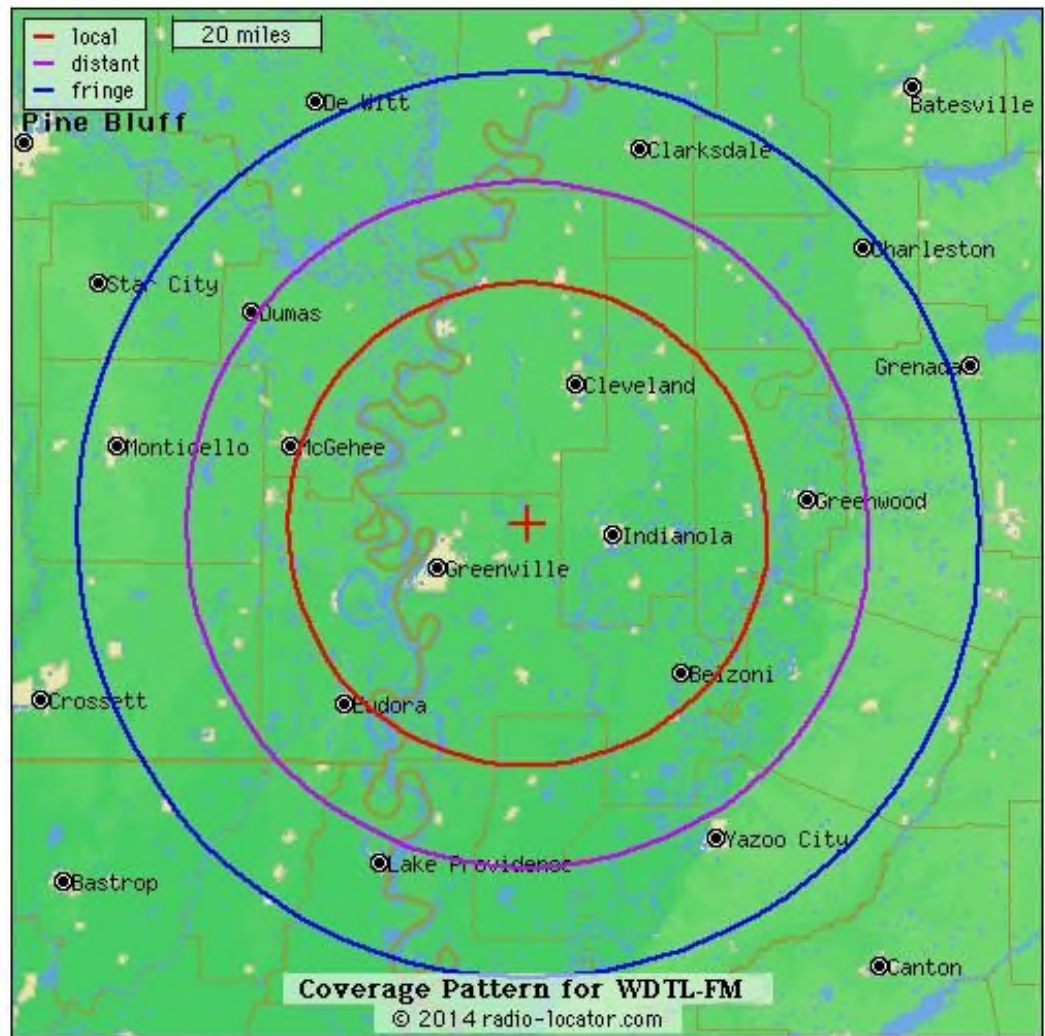 local
20 miles
distant
fringe
De Witt
Batesville
Pine Bluff
Clarksdale
Charleston
Star City
Dumas
Grenada
Cleveland
Monticello
McGehee
Greenwood
Indianola
Greenville
Belzoni
Crossett
Eudora
Yazoo City
Lake Providence
Bastrop
Canton
Coverage Pattern for WDTL-FM
© 2014 radio-locator.com